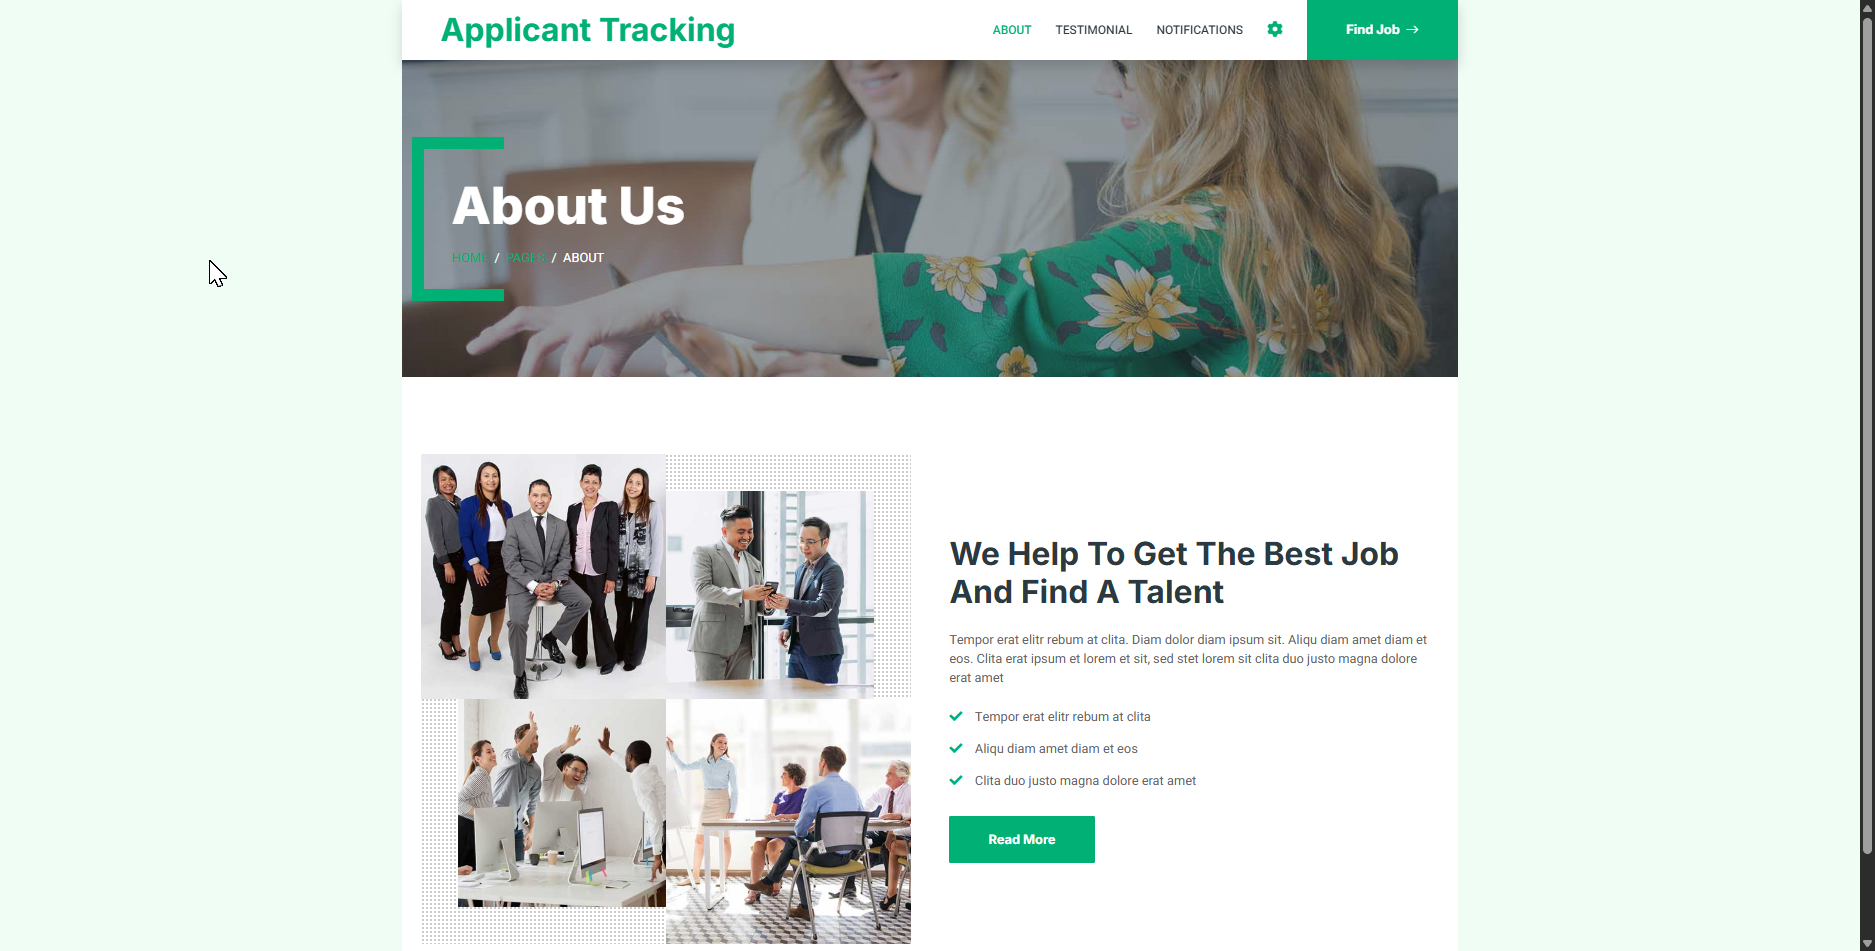 Applicant Tracking
ABOUT TESTIMONIAL NOTIFICATIONS
Find Job →
About Us
HOME / PAGES / ABOUT
We Help To Get The Best Job
And Find A Talent
Tempor erat elitr rebum at clita. Diam dolor diam ipsum sit. Aliqu diam amet diam et
eos. Clita erat ipsum et lorem et sit, sed stet lorem sit clita duo justo magna dolore
erat amet
Tempor erat elitr rebum at clita
Aliqu diam amet diam et eos
Clita duo justo magna dolore erat amet
Read More